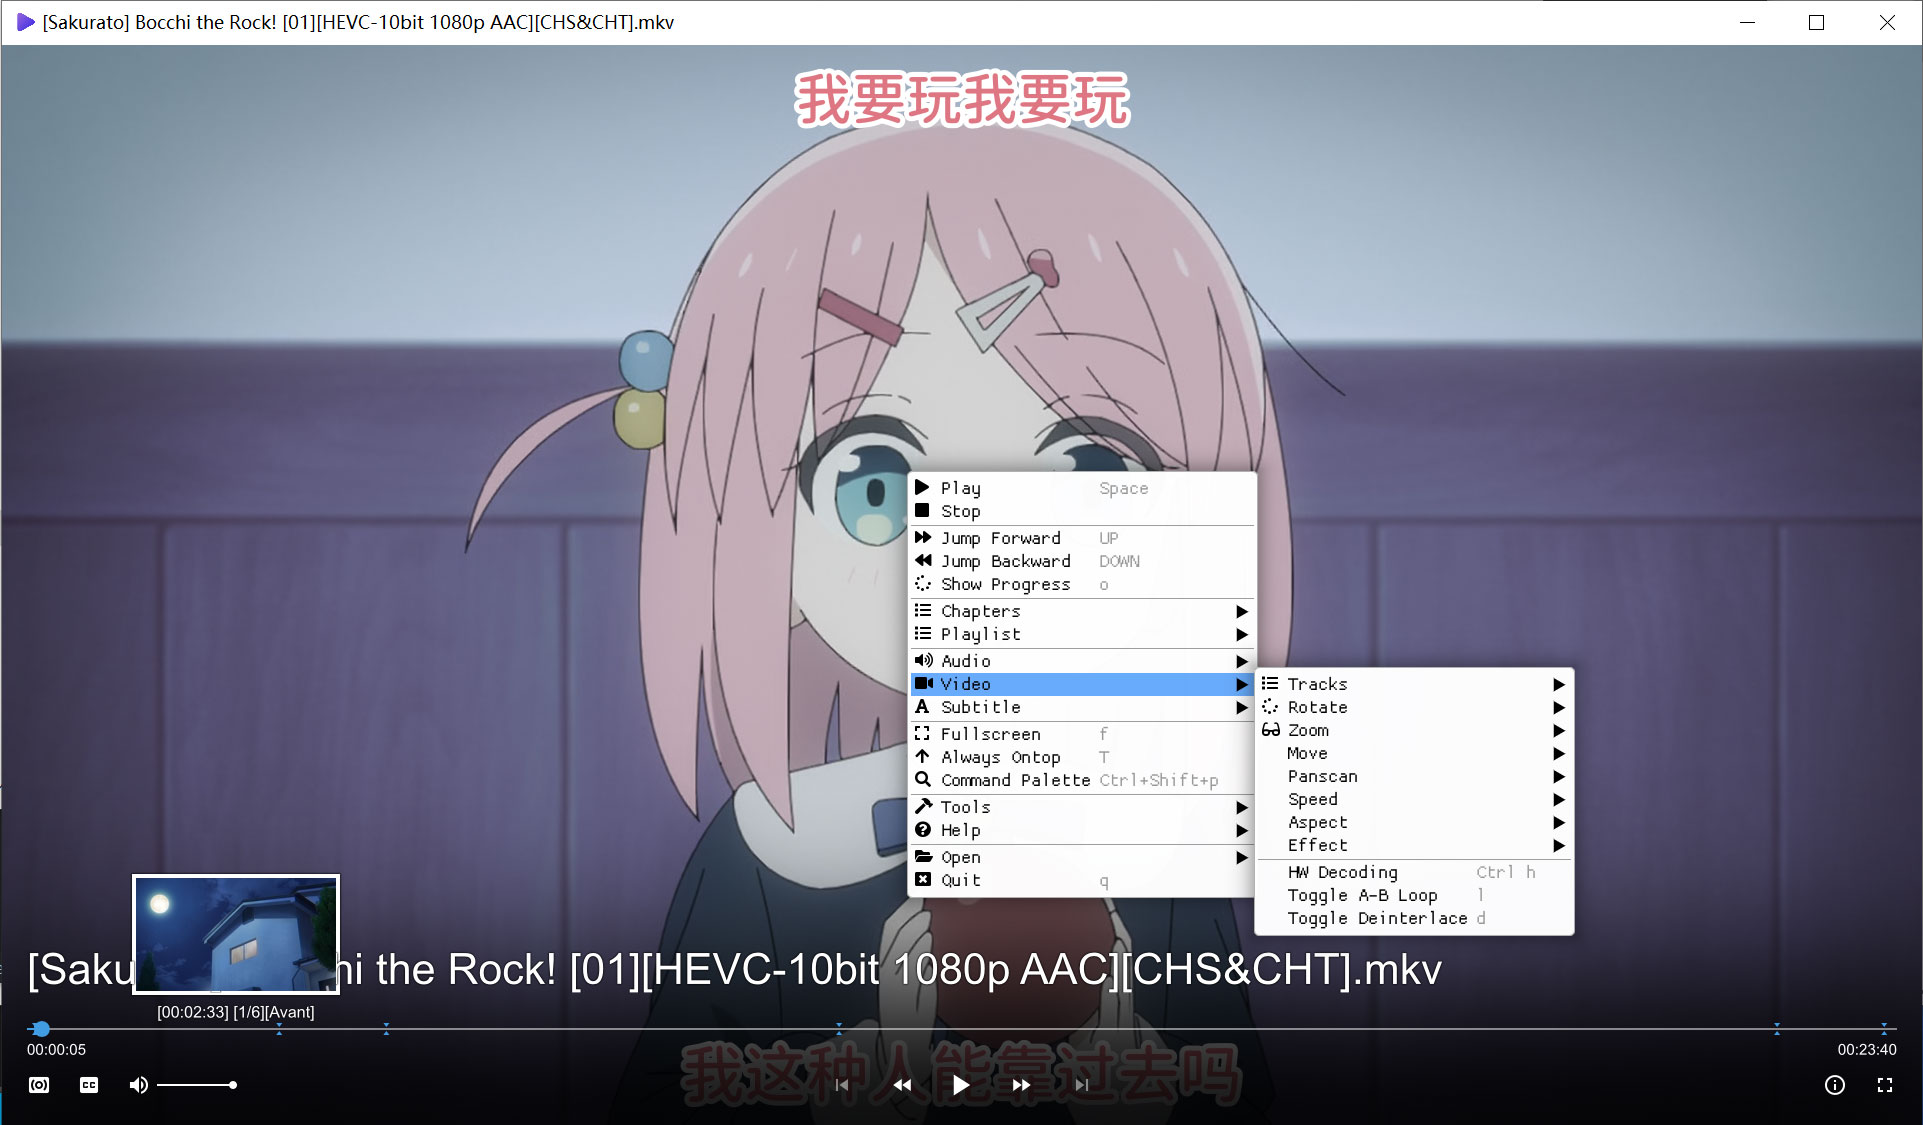 [Sakurato] Bocchi the Rock! [01][HEVC-10bit 1080p AAC][CHS&CHT].mkv
我要玩我要玩
Play Space
Stop
Jump Forward UP
Jump Backward DOWN
Show Progress o
Chapters
Playlist
Audio
Video
Subtitle
Fullscreen f
Always Ontop T
Command Palette Ctrl+Shift+p
Tools
Help
Open
Quit q
Tracks
Rotate
Zoom
Move
Panscan
Speed
Aspect
Effect
HW Decoding Ctrl h
Toggle A-B Loop l
Toggle Deinterlace d
[Saku hi the Rock! [01][HEVC-10bit 1080p AAC][CHS&CHT].mkv
[00:02:33] [1/6][Avant]
00:00:05
00:23:40
我这种人能靠过去吗
CC